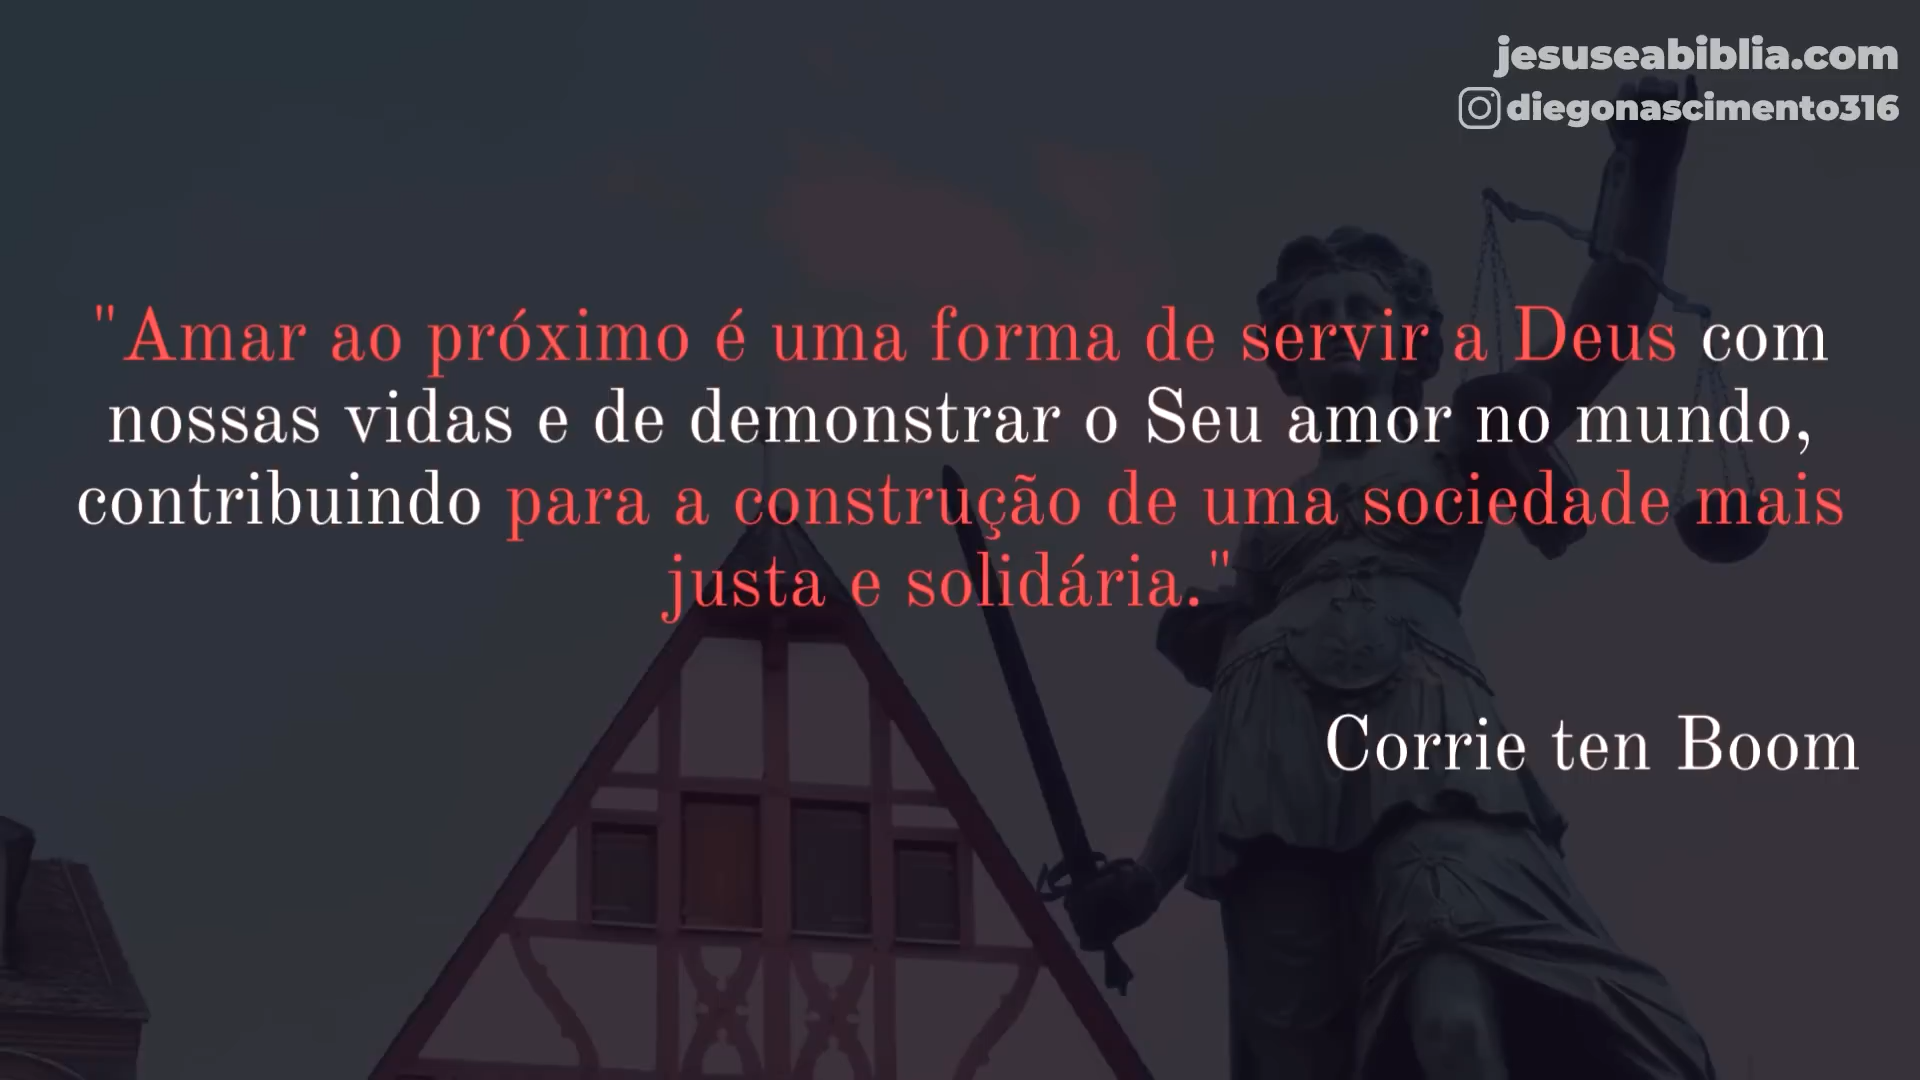 jesuseabiblia.com
diegonascimento316
"Amar ao próximo é uma forma de servir a Deus com
nossas vidas e de demonstrar o Seu amor no mundo,
contribuindo para a construção de uma sociedade mais
justa e solidária."
Corrie ten Boom